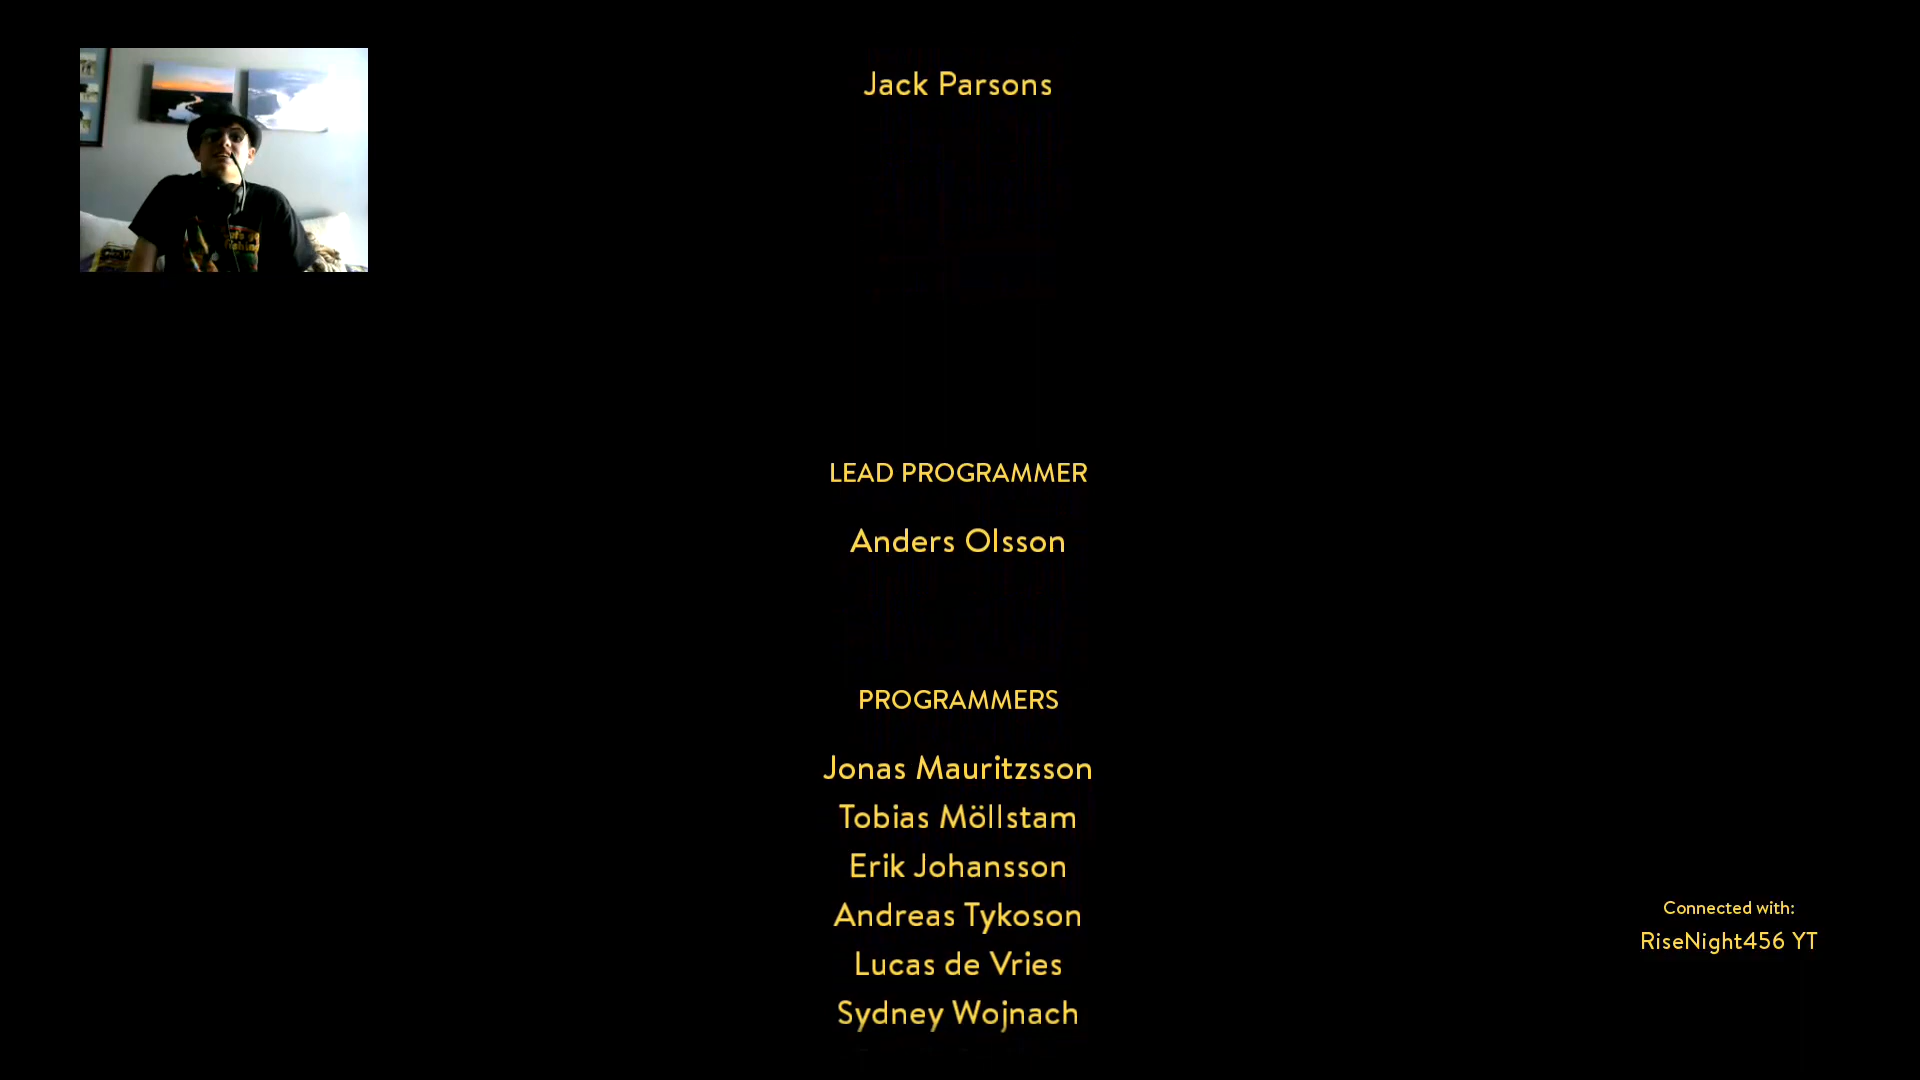 Jack Parsons
LEAD PROGRAMMER
Anders Olsson
PROGRAMMERS
Jonas Mauritzsson
Tobias Möllstam
Erik Johansson
Andreas Tykoson
Lucas de Vries
Sydney Wojnach
Connected with:
RiseNight456 YT